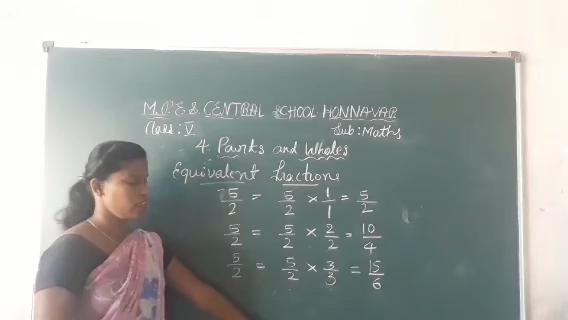 M.P.E.S. CENTRAL SCHOOL HONNAVAR
Class: V Sub: Maths
4. Parts and Wholes
Equivalent fractions
5/2 = 5/2 × 1/1 = 5/2
5/2 = 5/2 × 2/2 = 10/4
5/2 = 5/2 × 3/3 = 15/6